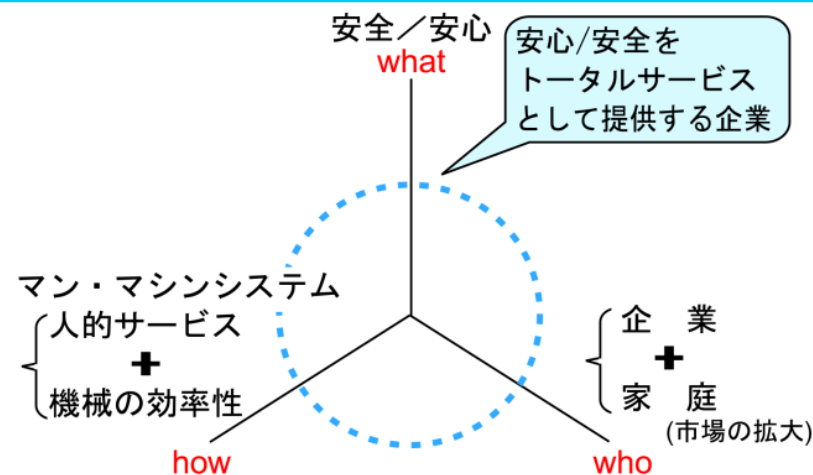 安全／安心
what
安心/安全を
トータルサービス
として提供する企業
マン・マシンシステム
人的サービス
+
機械の効率性
how
企　業
+
家　庭
(市場の拡大)
who